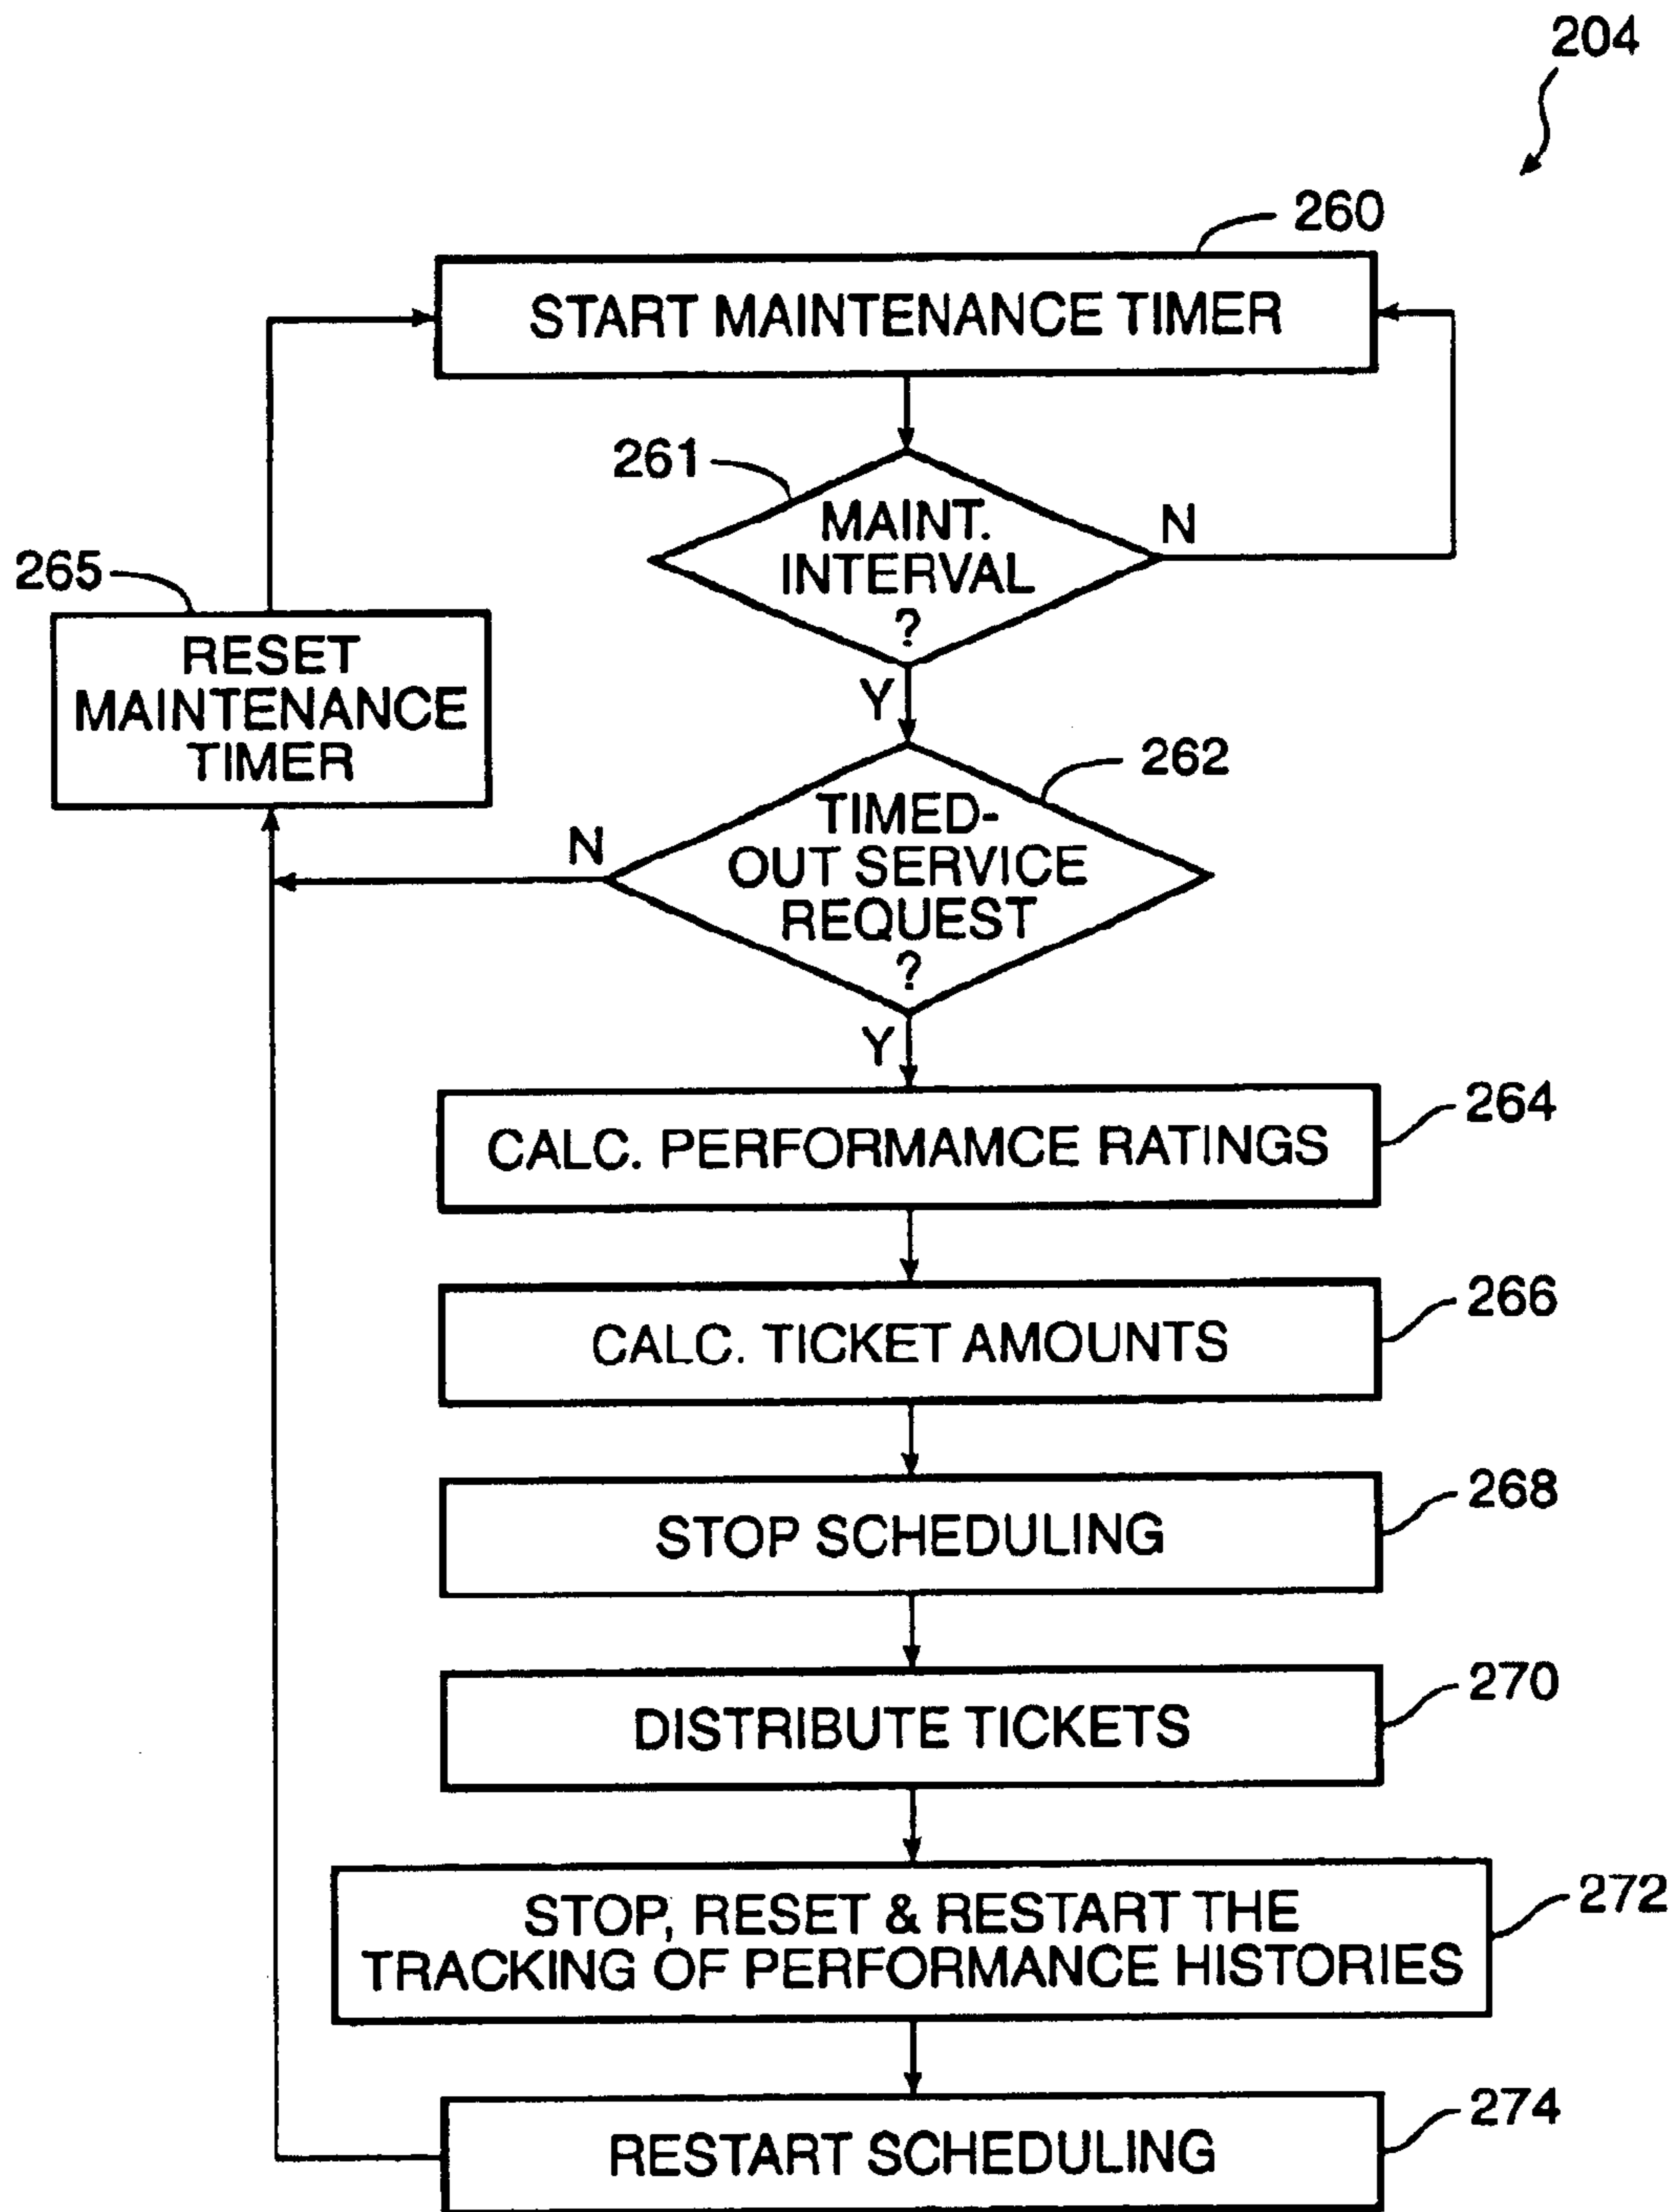 204
260
START MAINTENANCE TIMER
261
MAINT.
INTERVAL
?
N
Y
265
RESET
MAINTENANCE
TIMER
262
TIMED-
OUT SERVICE
REQUEST
?
N
Y
264
CALC. PERFORMAMCE RATINGS
266
CALC. TICKET AMOUNTS
268
STOP SCHEDULING
270
DISTRIBUTE TICKETS
272
STOP, RESET & RESTART THE
TRACKING OF PERFORMANCE HISTORIES
274
RESTART SCHEDULING